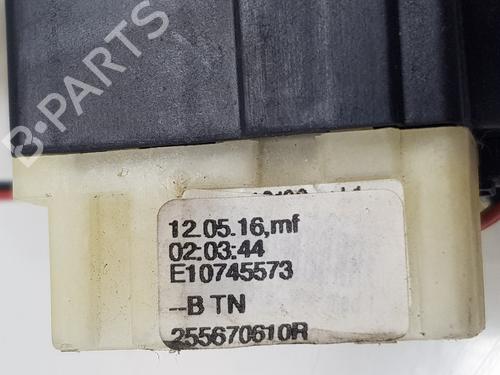 B-PARTS
12.05.16,mf
02:03:44
E10745573
--B TN
255670610R